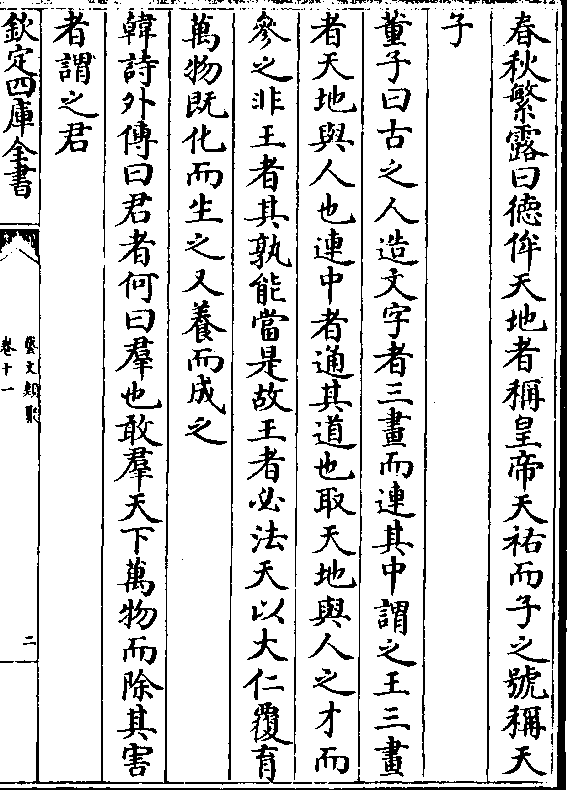 春秋繁露曰徳侔天地者稱皇帝天祐而子之號稱天
子
董子曰古之人造文字者三畫而連其中謂之王三畫
者天地與人也連中者通其道也取天地與人之才而
參之非王者其孰能當是故王者必法天以大仁覆育
萬物既化而生之又養而成之
韓詩外傳曰君者何曰羣也敢羣天下萬物而除其害
者謂之君
欽定四庫全書
藝文類聚
卷十一
二